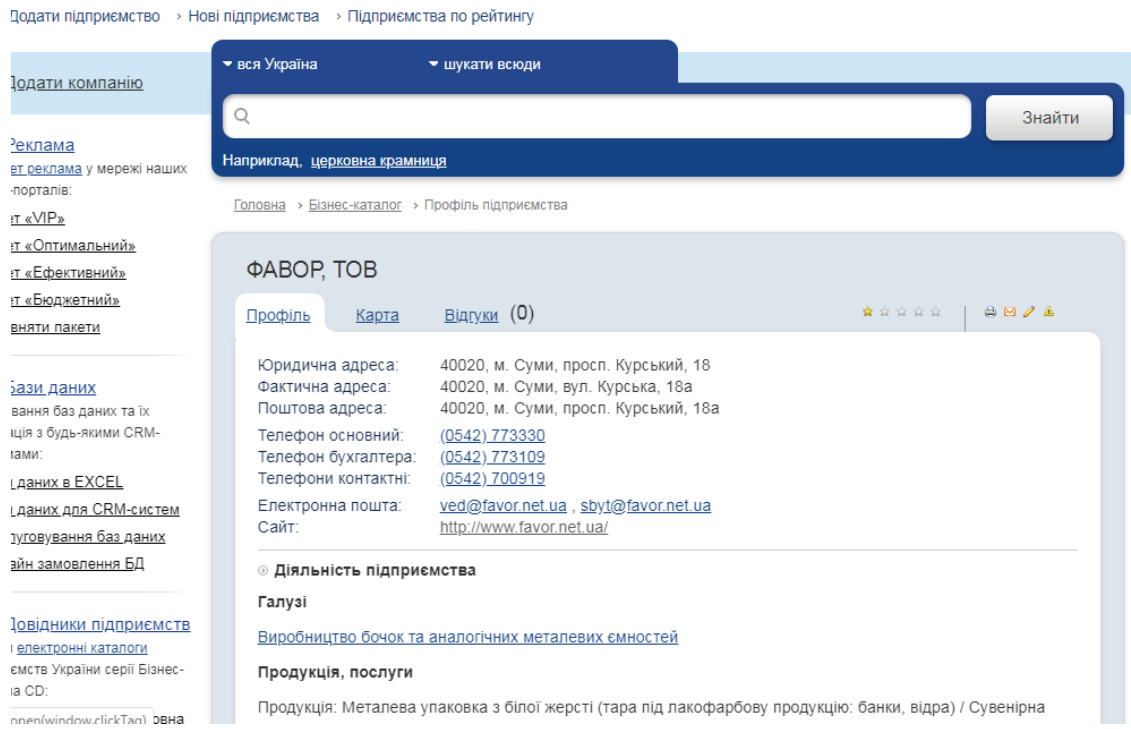 Додати підприємство › Нові підприємства › Підприємства по рейтингу
Додати компанію
вся Україна шукати всюди
Знайти
Наприклад, церковна крамниця
Реклама
реклама у мережі наших
-порталів:
«VIP»
«Оптимальний»
«Ефективний»
«Бюджетний»
пакети
Бази даних
баз даних та їх
з будь-якими CRM-
даних в EXCEL
даних для CRM-систем
баз даних
замовлення БД
Довідники підприємств
електронні каталоги
України серії Бізнес-
CD:
open(window.clickTag)
Головна › Бізнес-каталог › Профіль підприємства
ФАВОР, ТОВ
Профіль Карта Відгуки (0)
Юридична адреса: 40020, м. Суми, просп. Курський, 18
Фактична адреса: 40020, м. Суми, вул. Курська, 18а
Поштова адреса: 40020, м. Суми, просп. Курський, 18а
Телефон основний: (0542) 773330
Телефон бухгалтера: (0542) 773109
Телефони контактні: (0542) 700919
Електронна пошта: ved@favor.net.ua , sbyt@favor.net.ua
Сайт: http://www.favor.net.ua/
Діяльність підприємства
Галузі
Виробництво бочок та аналогічних металевих ємностей
Продукція, послуги
Продукція: Металева упаковка з білої жерсті (тара під лакофарбову продукцію: банки, відра) / Сувенірна